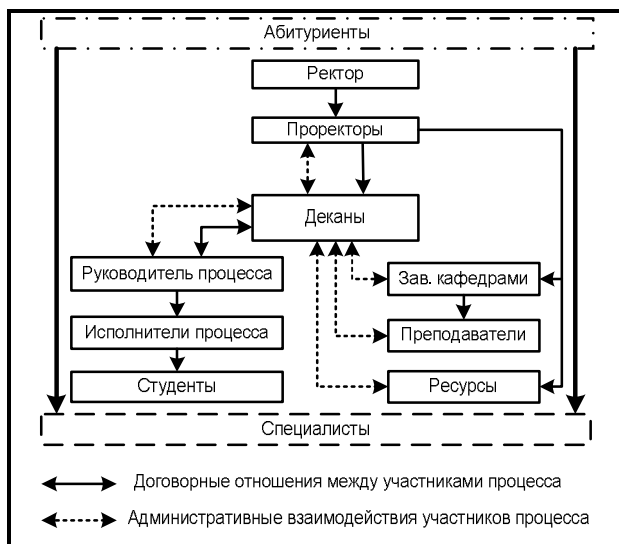 Абитуриенты
Ректор
Проректоры
Деканы
Руководитель процесса
Зав. кафедрами
Исполнители процесса
Преподаватели
Студенты
Ресурсы
Специалисты
Договорные отношения между участниками процесса
Административные взаимодействия участников процесса